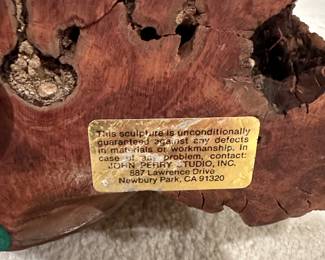 This sculpture is unconditionally
guaranteed against any defects
in materials or workmanship. In
case of any problem, contact:
JOHN PERRY STUDIO, INC.
887 Lawrence Drive
Newbury Park, CA 91320